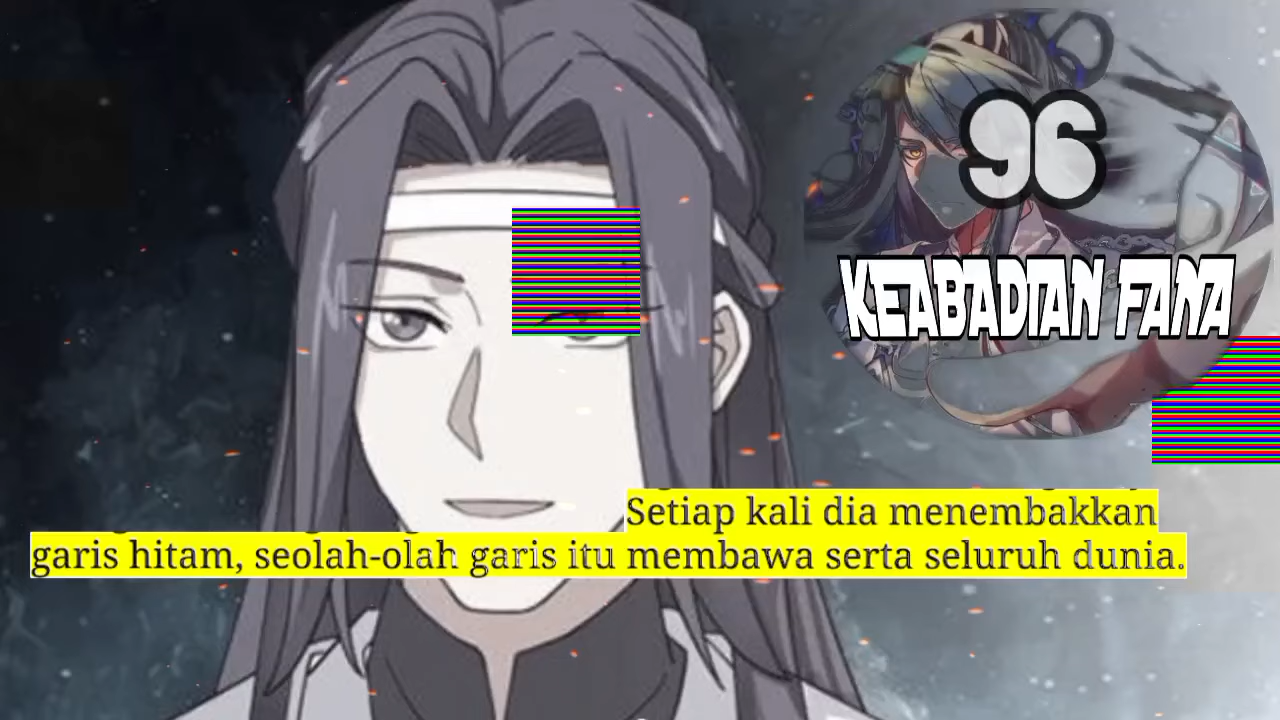 96
KEABADIAN FANA
Setiap kali dia menembakkan
garis hitam, seolah-olah garis itu membawa serta seluruh dunia.